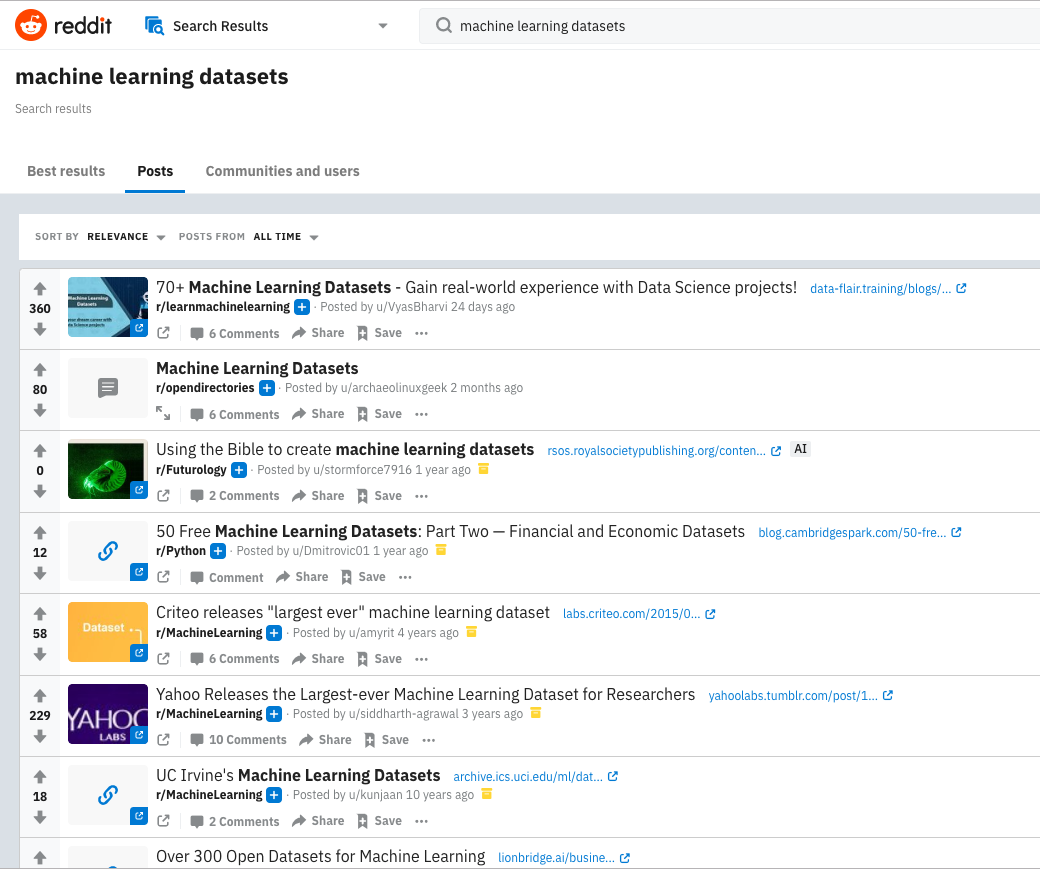 reddit Search Results machine learning datasets
machine learning datasets
Search results
Best results Posts Communities and users
SORT BY RELEVANCE POSTS FROM ALL TIME
70+ Machine Learning Datasets - Gain real-world experience with Data Science projects! data-flair.training/blogs/...
360
Machine Learning
Datasets
r/learnmachinelearning · Posted by u/VyasBharvi 24 days ago
6 Comments Share Save ...
Machine Learning Datasets
80
r/opendirectories · Posted by u/archaeolinuxgeek 2 months ago
6 Comments Share Save ...
Using the Bible to create machine learning datasets rsos.royalsocietypublishing.org/conten... AI
0
r/Futurology · Posted by u/stormforce7916 1 year ago
2 Comments Share Save ...
50 Free Machine Learning Datasets: Part Two — Financial and Economic Datasets blog.cambridgespark.com/50-fre...
12
r/Python · Posted by u/Dmitrovic01 1 year ago
Comment Share Save ...
Criteo releases "largest ever" machine learning dataset labs.criteo.com/2015/0...
58
Dataset
r/MachineLearning · Posted by u/amyrit 4 years ago
6 Comments Share Save ...
Yahoo Releases the Largest-ever Machine Learning Dataset for Researchers yahoolabs.tumblr.com/post/1...
229
YAHOO
LABS
r/MachineLearning · Posted by u/siddharth-agrawal 3 years ago
10 Comments Share Save ...
UC Irvine's Machine Learning Datasets archive.ics.uci.edu/ml/dat...
18
r/MachineLearning · Posted by u/kunjaan 10 years ago
2 Comments Share Save ...
Over 300 Open Datasets for Machine Learning lionbridge.ai/busine...